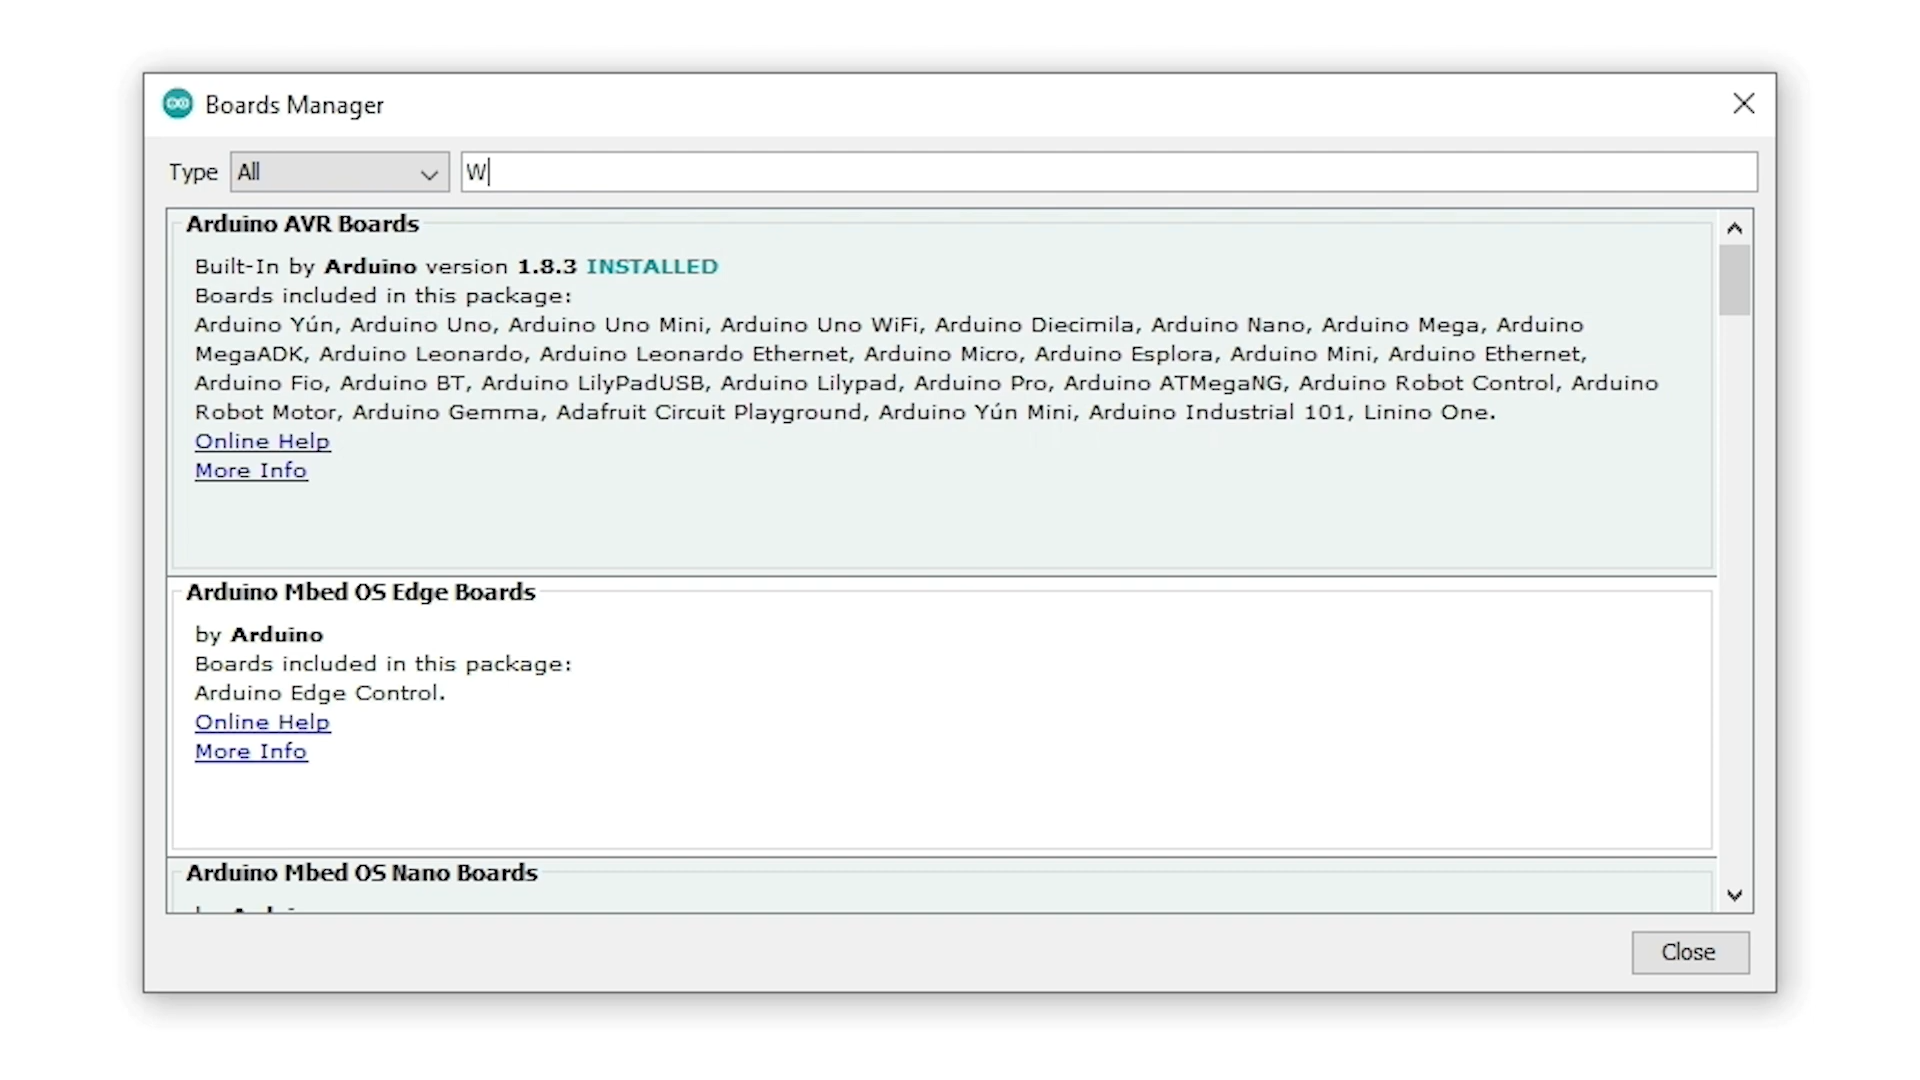 Boards Manager
Type All W
Arduino AVR Boards
Built-In by Arduino version 1.8.3 INSTALLED
Boards included in this package:
Arduino Yún, Arduino Uno, Arduino Uno Mini, Arduino Uno WiFi, Arduino Diecimila, Arduino Nano, Arduino Mega, Arduino
MegaADK, Arduino Leonardo, Arduino Leonardo Ethernet, Arduino Micro, Arduino Esplora, Arduino Mini, Arduino Ethernet,
Arduino Fio, Arduino BT, Arduino LilyPadUSB, Arduino Lilypad, Arduino Pro, Arduino ATMegaNG, Arduino Robot Control, Arduino
Robot Motor, Arduino Gemma, Adafruit Circuit Playground, Arduino Yún Mini, Arduino Industrial 101, Linino One.
Online Help
More Info
Arduino Mbed OS Edge Boards
by Arduino
Boards included in this package:
Arduino Edge Control.
Online Help
More Info
Arduino Mbed OS Nano Boards
Close